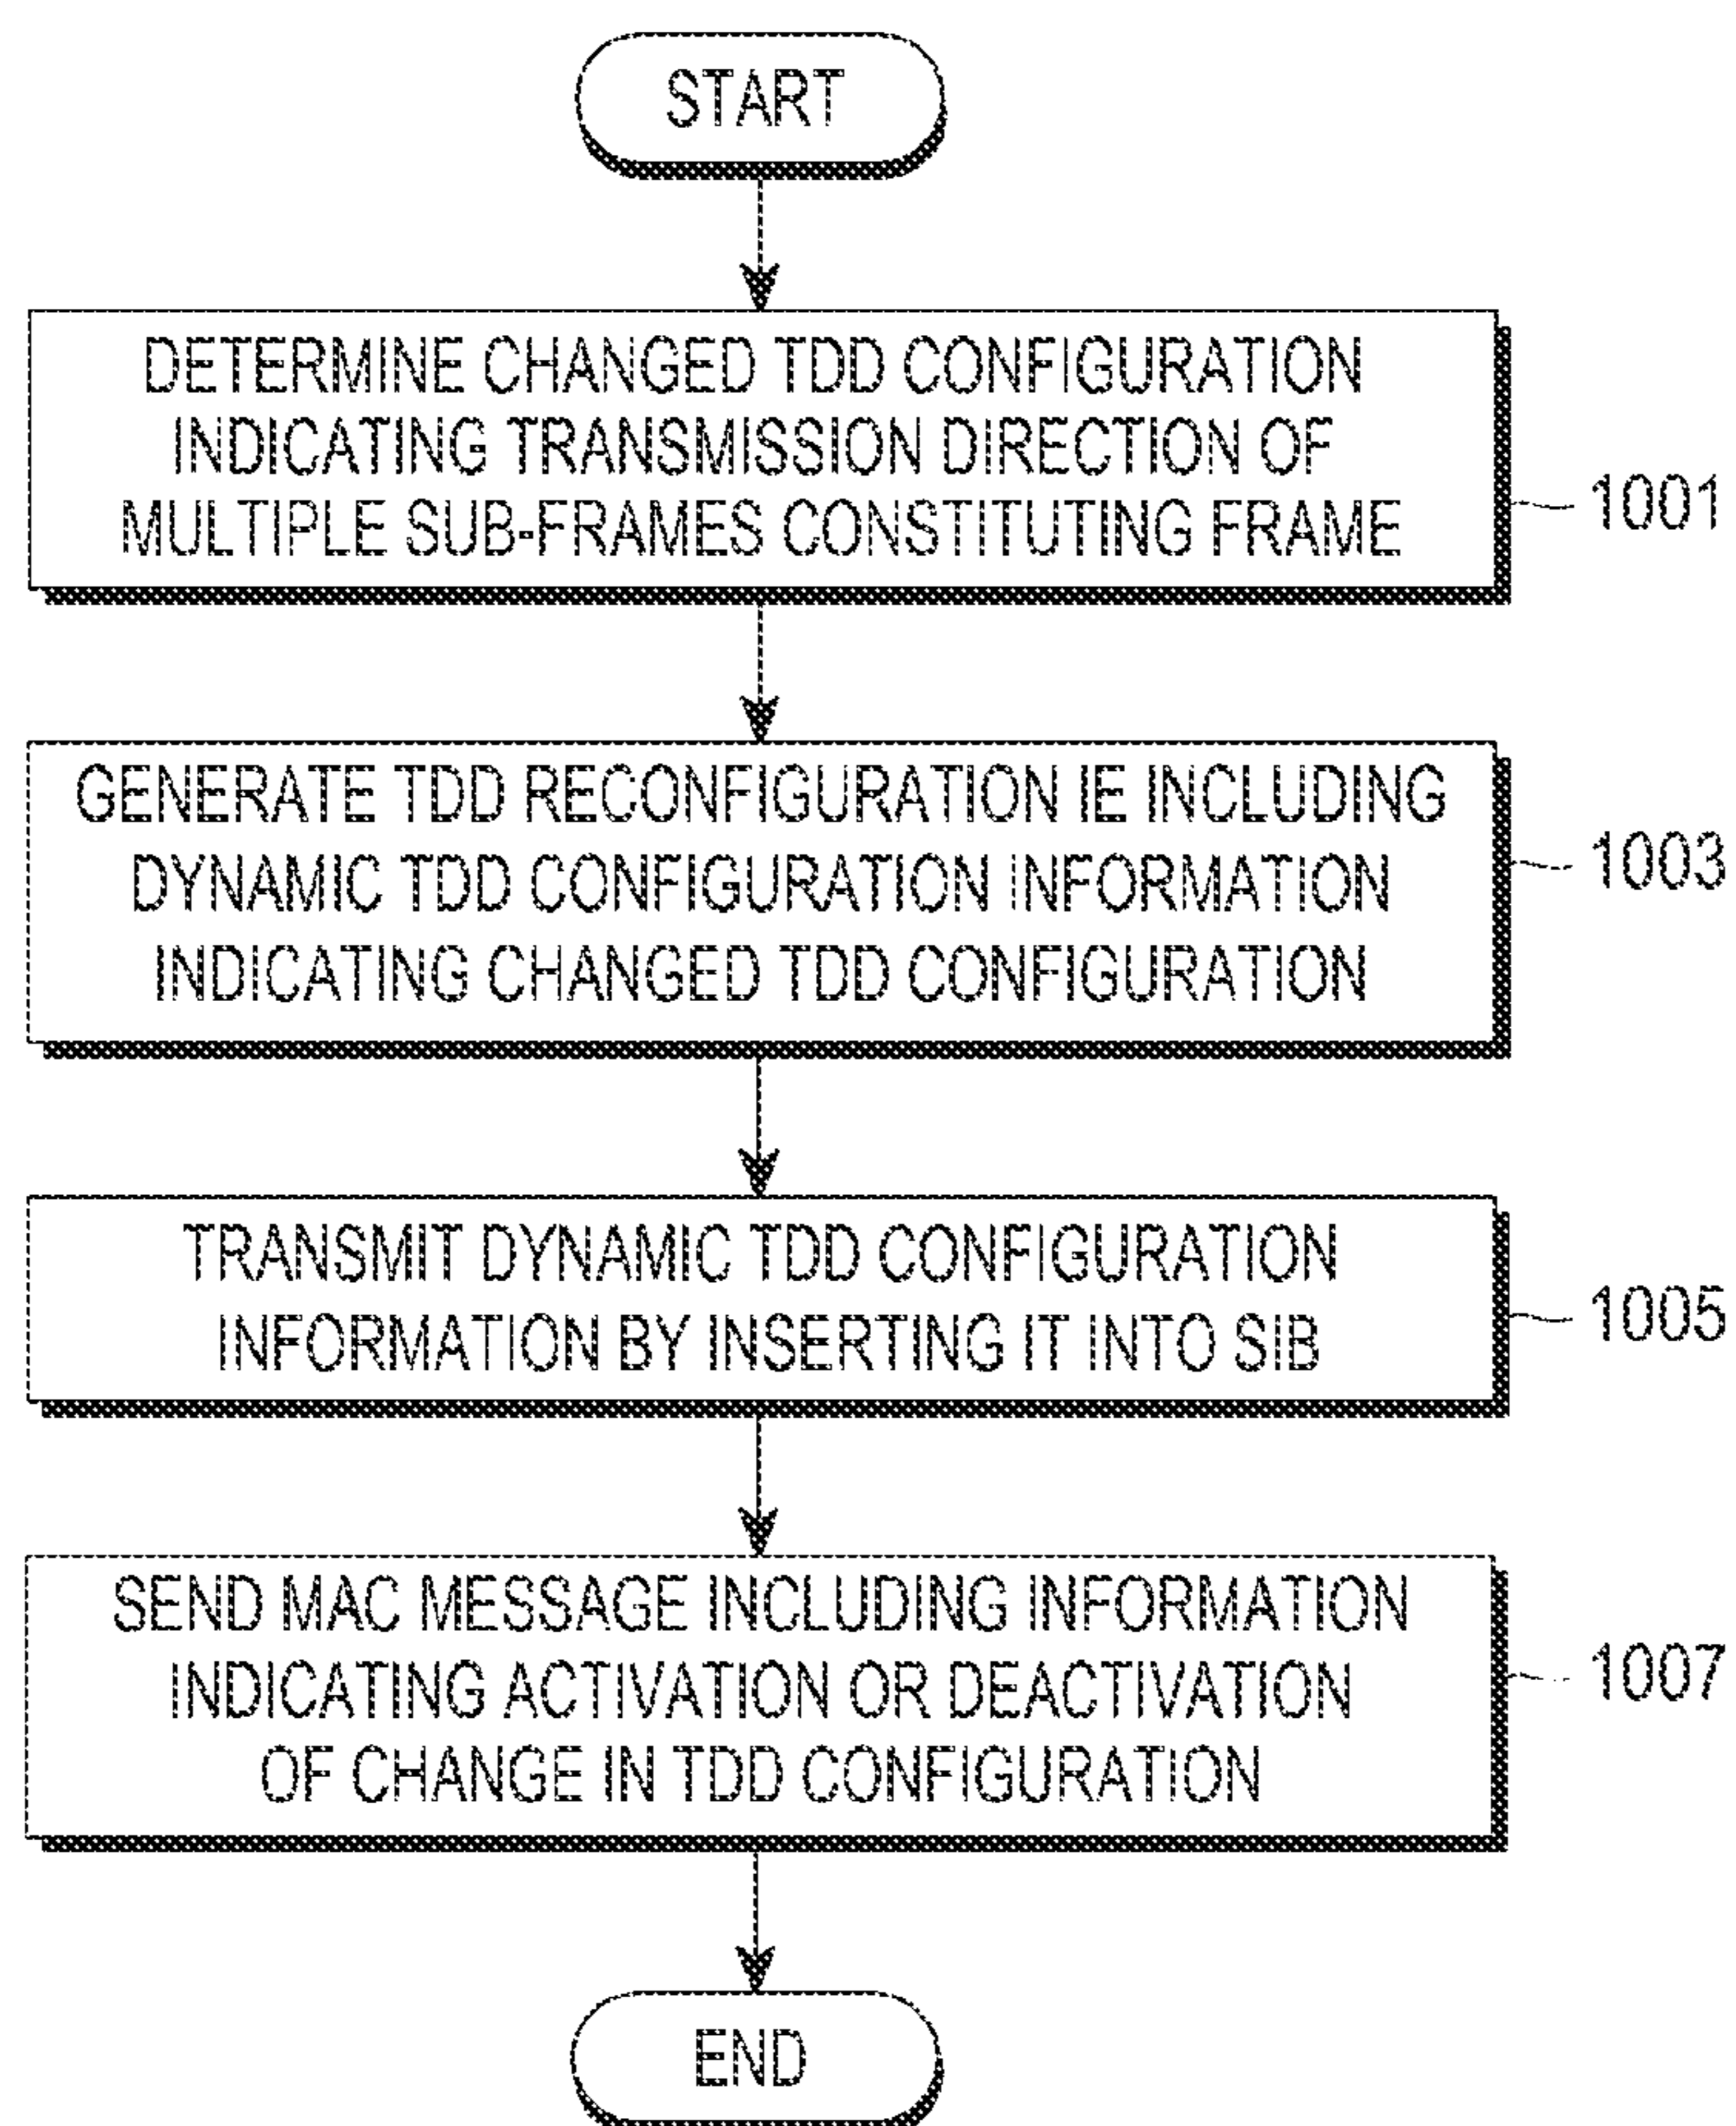 START
DETERMINE CHANGED TDD CONFIGURATION
INDICATING TRANSMISSION DIRECTION OF
MULTIPLE SUB-FRAMES CONSTITUTING FRAME
1001
GENERATE TDD RECONFIGURATION IE INCLUDING
DYNAMIC TDD CONFIGURATION INFORMATION
INDICATING CHANGED TDD CONFIGURATION
1003
TRANSMIT DYNAMIC TDD CONFIGURATION
INFORMATION BY INSERTING IT INTO SIB
1005
SEND MAC MESSAGE INCLUDING INFORMATION
INDICATING ACTIVATION OR DEACTIVATION
OF CHANGE IN TDD CONFIGURATION
1007
END